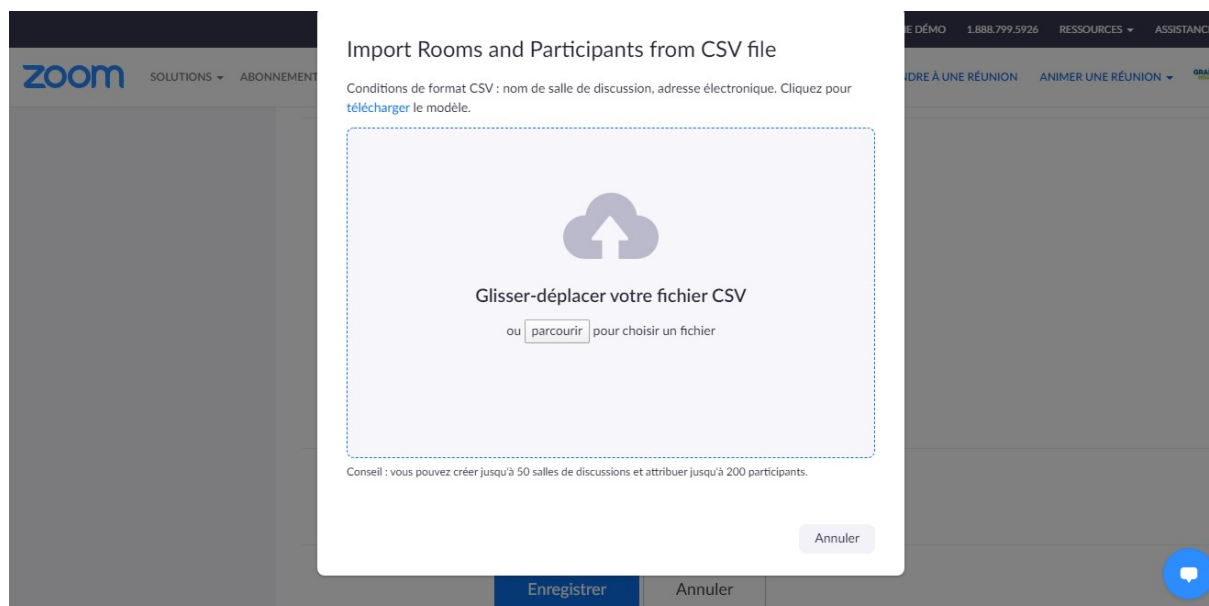 IE DÉMO 1.888.799.5926 RESSOURCES ASSISTANC
zoom SOLUTIONS ABONNEMENT NDRE À UNE RÉUNION ANIMER UNE RÉUNION
Import Rooms and Participants from CSV file
Conditions de format CSV : nom de salle de discussion, adresse électronique. Cliquez pour
télécharger le modèle.
Glisser-déplacer votre fichier CSV
ou parcourir pour choisir un fichier
Conseil : vous pouvez créer jusqu'à 50 salles de discussions et attribuer jusqu'à 200 participants.
Annuler
Enregistrer Annuler